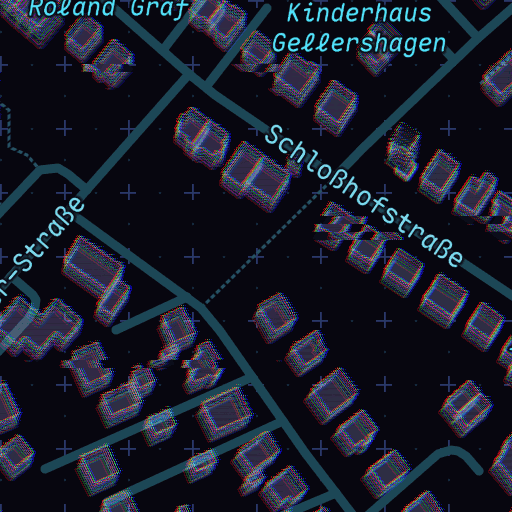 Roland Graf
Kinderhaus
Gellershagen
Schloßhofstraße
r-Straße